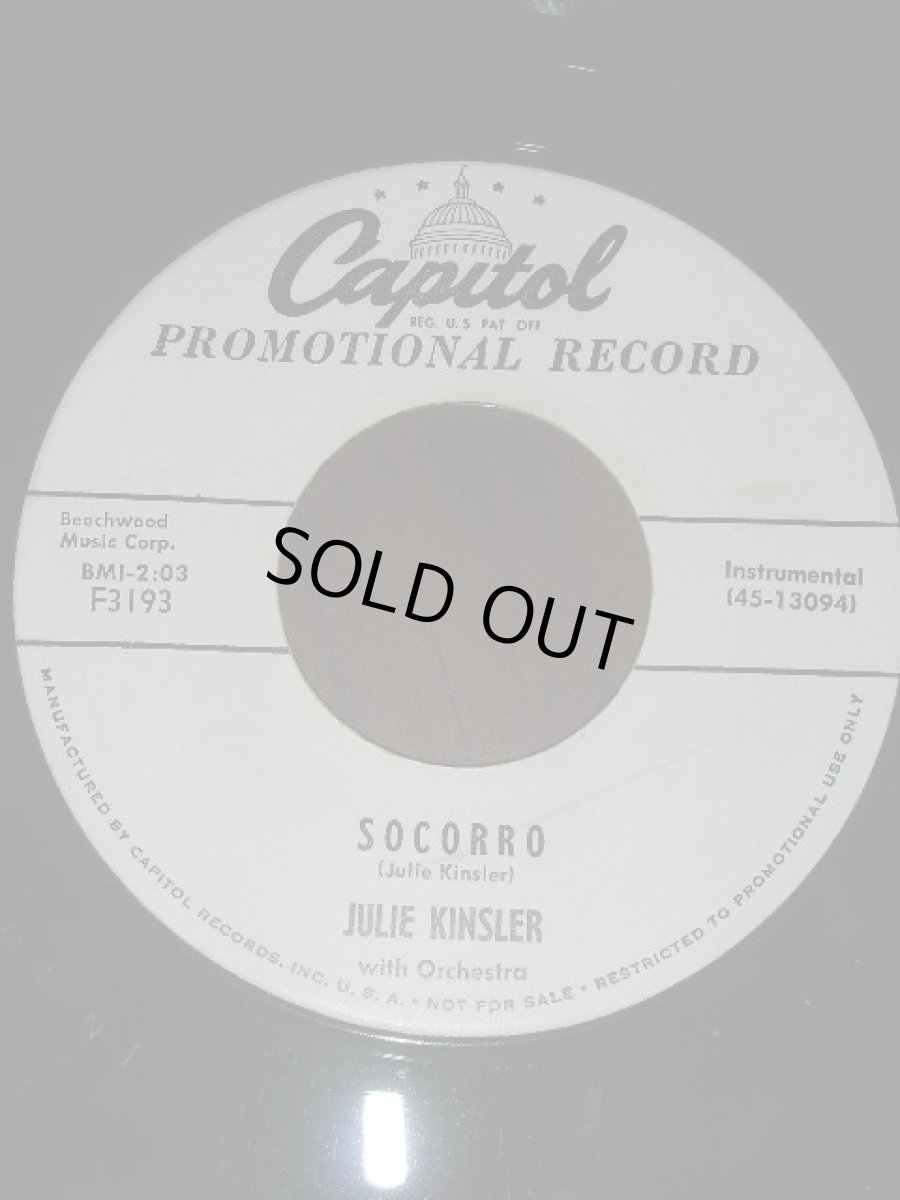 Capitol
REG. U.S. PAT. OFF.
PROMOTIONAL RECORD
Beechwood
Music Corp.
BMI-2:03
F3193
Instrumental
(45-13094)
SOLD OUT
SOCORRO
(Julie Kinsler)
JULIE KINSLER
with Orchestra
MANUFACTURED BY CAPITOL RECORDS, INC. U. S. A. • NOT FOR SALE • RESTRICTED TO PROMOTIONAL USE ONLY